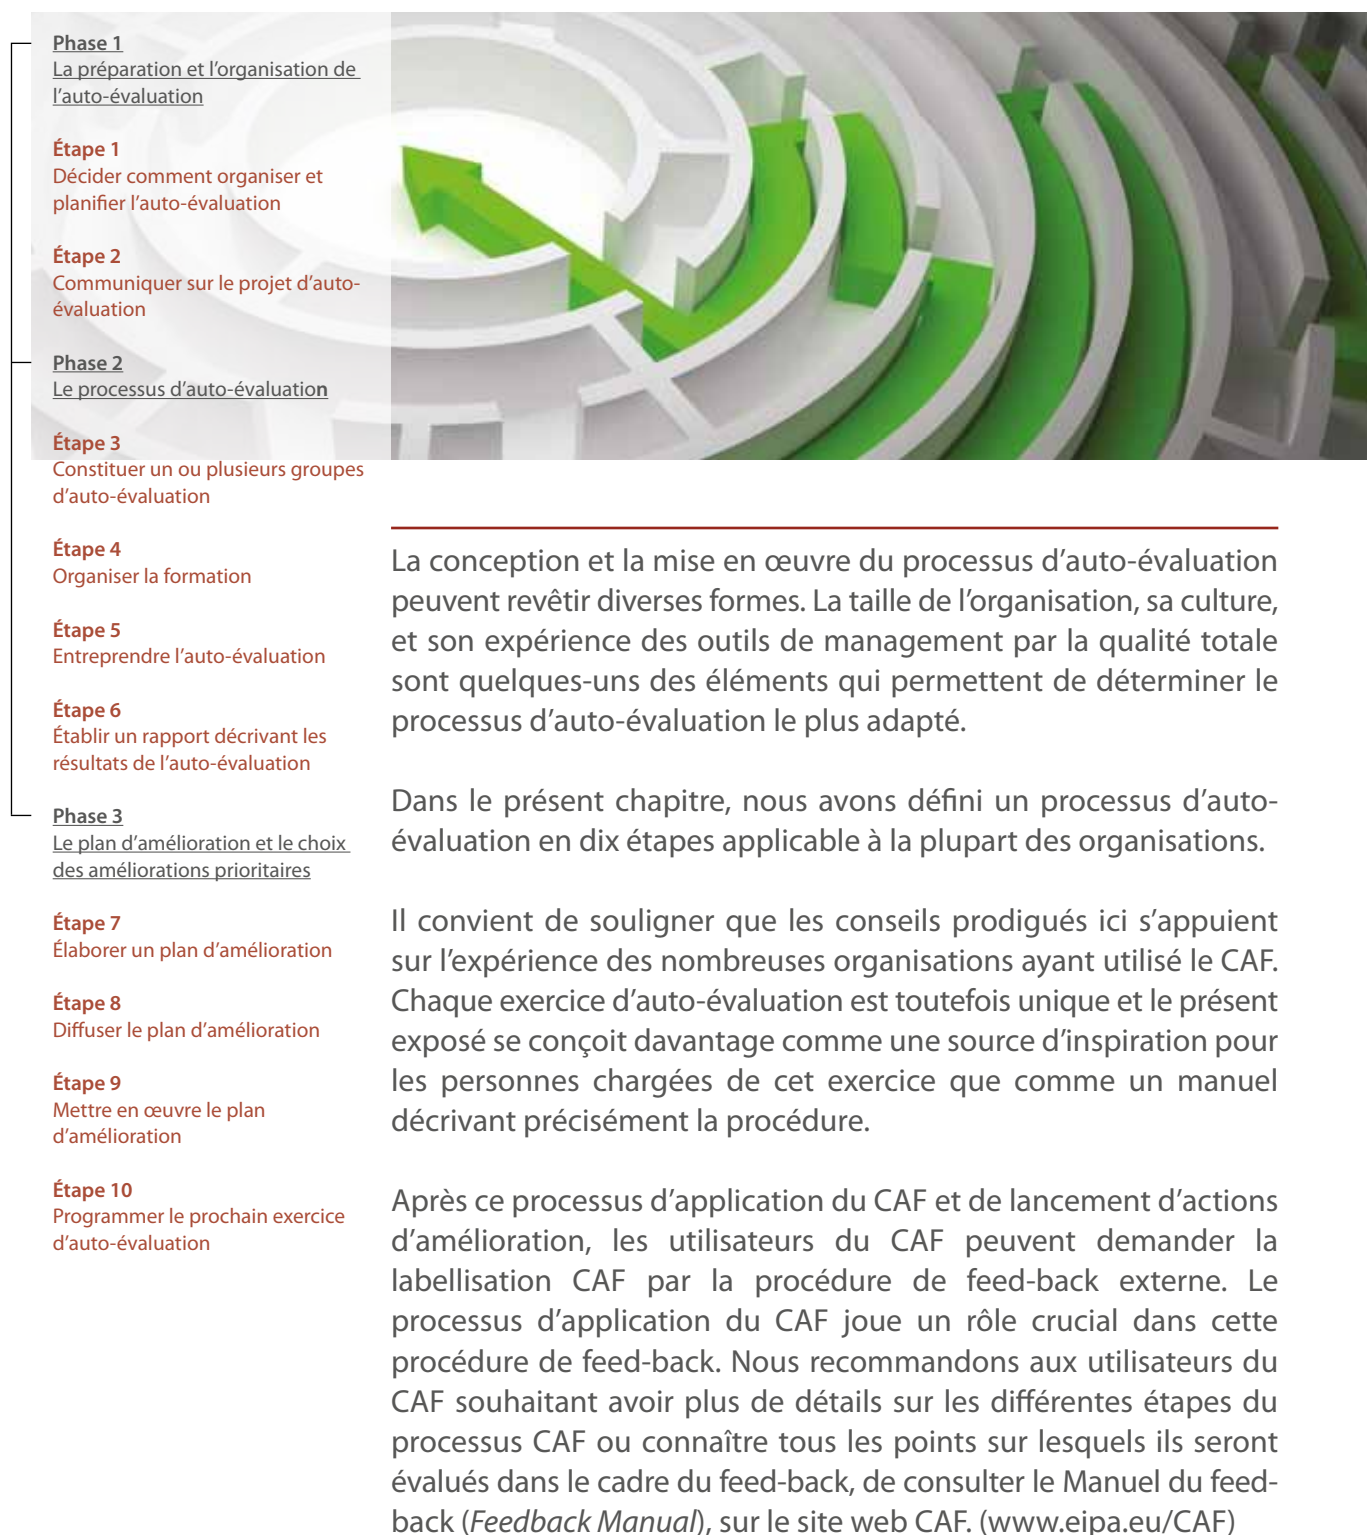 Phase 1
La préparation et l’organisation de
l’auto-évaluation
Étape 1
Décider comment organiser et
planifier l’auto-évaluation
Étape 2
Communiquer sur le projet d’auto-
évaluation
Phase 2
Le processus d’auto-évaluation
Étape 3
Constituer un ou plusieurs groupes
d’auto-évaluation
Étape 4
Organiser la formation
Étape 5
Entreprendre l’auto-évaluation
Étape 6
Établir un rapport décrivant les
résultats de l’auto-évaluation
Phase 3
Le plan d’amélioration et le choix
des améliorations prioritaires
Étape 7
Élaborer un plan d’amélioration
Étape 8
Diffuser le plan d’amélioration
Étape 9
Mettre en œuvre le plan
d’amélioration
Étape 10
Programmer le prochain exercice
d’auto-évaluation
La conception et la mise en œuvre du processus d’auto-évaluation
peuvent revêtir diverses formes. La taille de l’organisation, sa culture,
et son expérience des outils de management par la qualité totale
sont quelques-uns des éléments qui permettent de déterminer le
processus d’auto-évaluation le plus adapté.
Dans le présent chapitre, nous avons défini un processus d’auto-
évaluation en dix étapes applicable à la plupart des organisations.
Il convient de souligner que les conseils prodigués ici s’appuient
sur l’expérience des nombreuses organisations ayant utilisé le CAF.
Chaque exercice d’auto-évaluation est toutefois unique et le présent
exposé se conçoit davantage comme une source d’inspiration pour
les personnes chargées de cet exercice que comme un manuel
décrivant précisément la procédure.
Après ce processus d’application du CAF et de lancement d’actions
d’amélioration, les utilisateurs du CAF peuvent demander la
labellisation CAF par la procédure de feed-back externe. Le
processus d’application du CAF joue un rôle crucial dans cette
procédure de feed-back. Nous recommandons aux utilisateurs du
CAF souhaitant avoir plus de détails sur les différentes étapes du
processus CAF ou connaître tous les points sur lesquels ils seront
évalués dans le cadre du feed-back, de consulter le Manuel du feed-
back (Feedback Manual), sur le site web CAF. (www.eipa.eu/CAF)